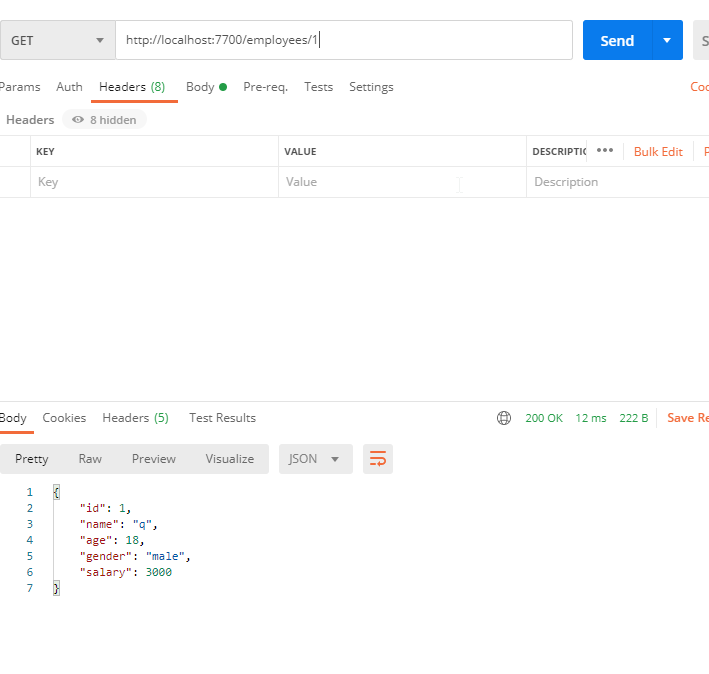 GET http://localhost:7700/employees/1 Send S
Params Auth Headers (8) Body Pre-req. Tests Settings Coo
Headers 8 hidden
KEY VALUE DESCRIPTIO ••• Bulk Edit P
Key Value Description
Body Cookies Headers (5) Test Results 200 OK 12 ms 222 B Save Re
Pretty Raw Preview Visualize JSON
1 {
2 "id": 1,
3 "name": "q",
4 "age": 18,
5 "gender": "male",
6 "salary": 3000
7 }